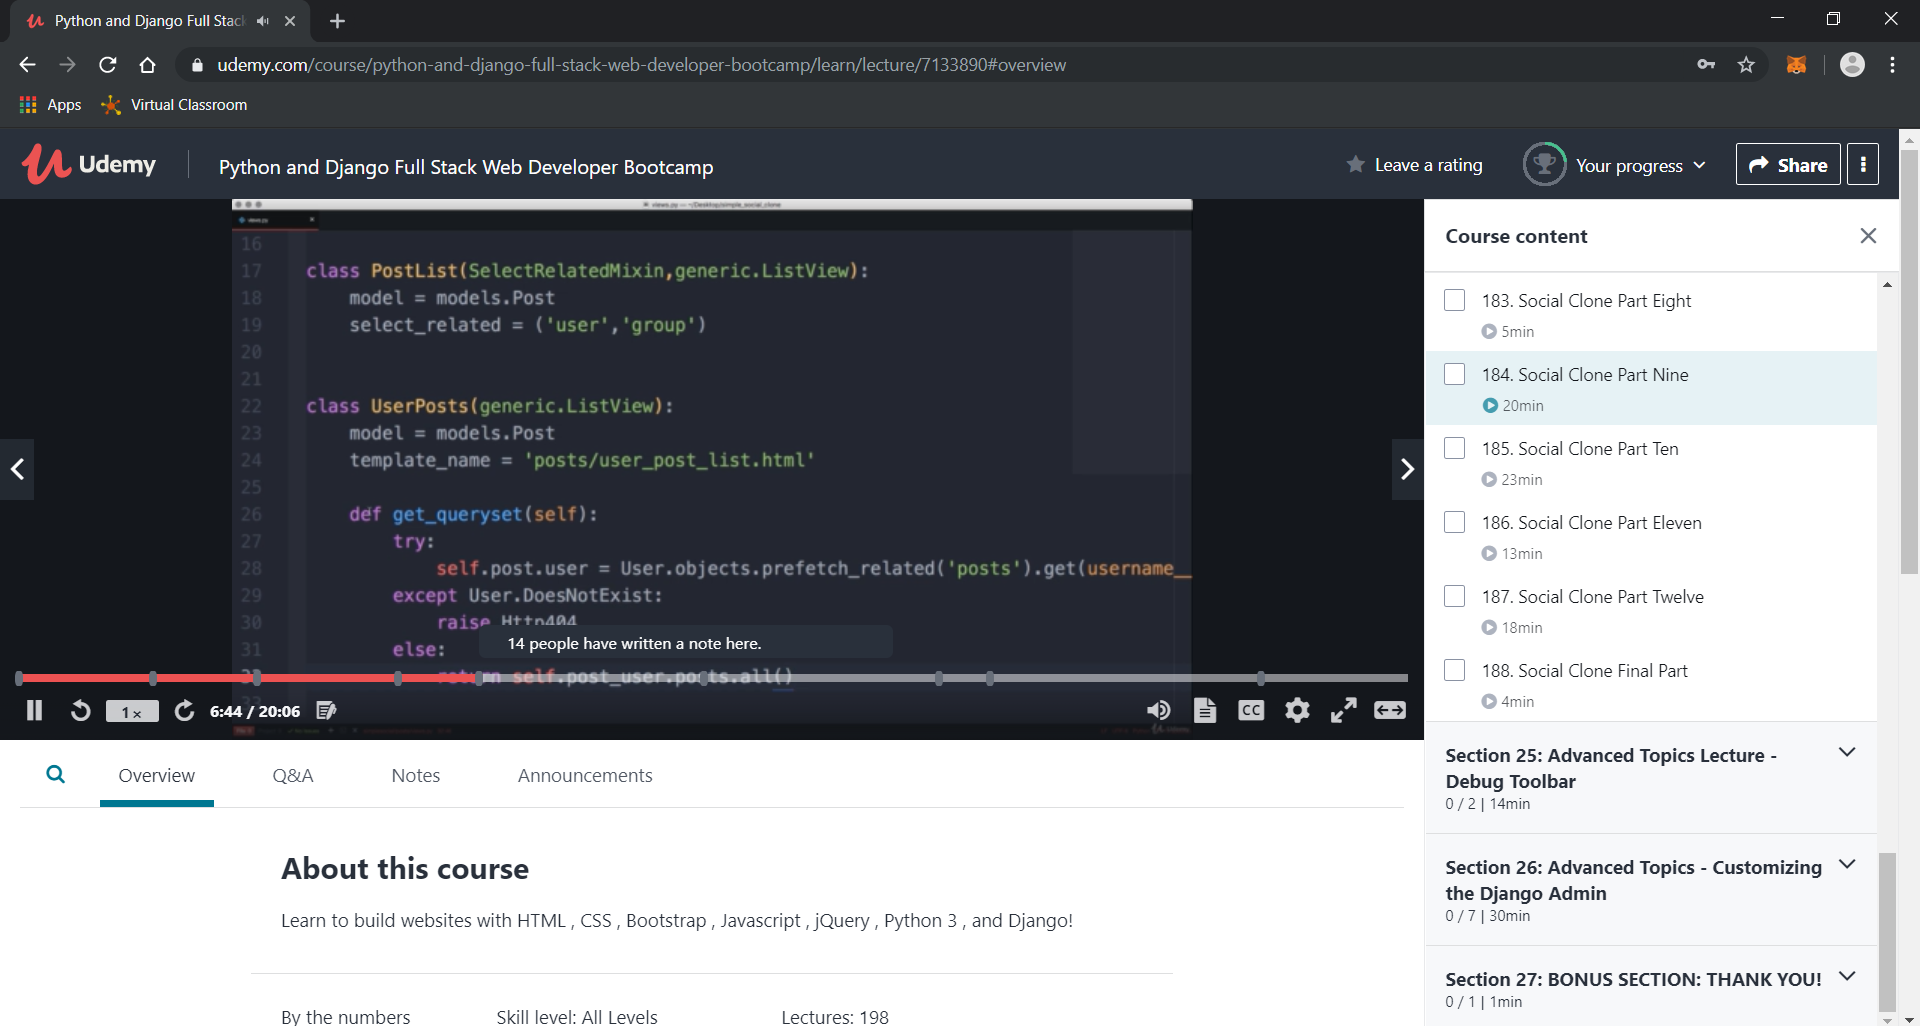 Python and Django Full Stack
udemy.com/course/python-and-django-full-stack-web-developer-bootcamp/learn/lecture/7133890#overview
Apps
Virtual Classroom
Udemy
Python and Django Full Stack Web Developer Bootcamp
Leave a rating
Your progress
Share
views.py — ~/Desktop/simple_social_clone
views.py
16
17 class PostList(SelectRelatedMixin,generic.ListView):
18 model = models.Post
19 select_related = ('user','group')
20
21
22 class UserPosts(generic.ListView):
23 model = models.Post
24 template_name = 'posts/user_post_list.html'
25
26 def get_queryset(self):
27 try:
28 self.post.user = User.objects.prefetch_related('posts').get(username__
29 except User.DoesNotExist:
30 raise Http404
31 else:
32 return self.post_user.posts.all()
14 people have written a note here.
1x
6:44 / 20:06
CC
Course content
183. Social Clone Part Eight
5min
184. Social Clone Part Nine
20min
185. Social Clone Part Ten
23min
186. Social Clone Part Eleven
13min
187. Social Clone Part Twelve
18min
188. Social Clone Final Part
4min
Section 25: Advanced Topics Lecture -
Debug Toolbar
0 / 2 | 14min
Section 26: Advanced Topics - Customizing
the Django Admin
0 / 7 | 30min
Section 27: BONUS SECTION: THANK YOU!
0 / 1 | 1min
Overview
Q&A
Notes
Announcements
About this course
Learn to build websites with HTML , CSS , Bootstrap , Javascript , jQuery , Python 3 , and Django!
By the numbers
Skill level: All Levels
Lectures: 198